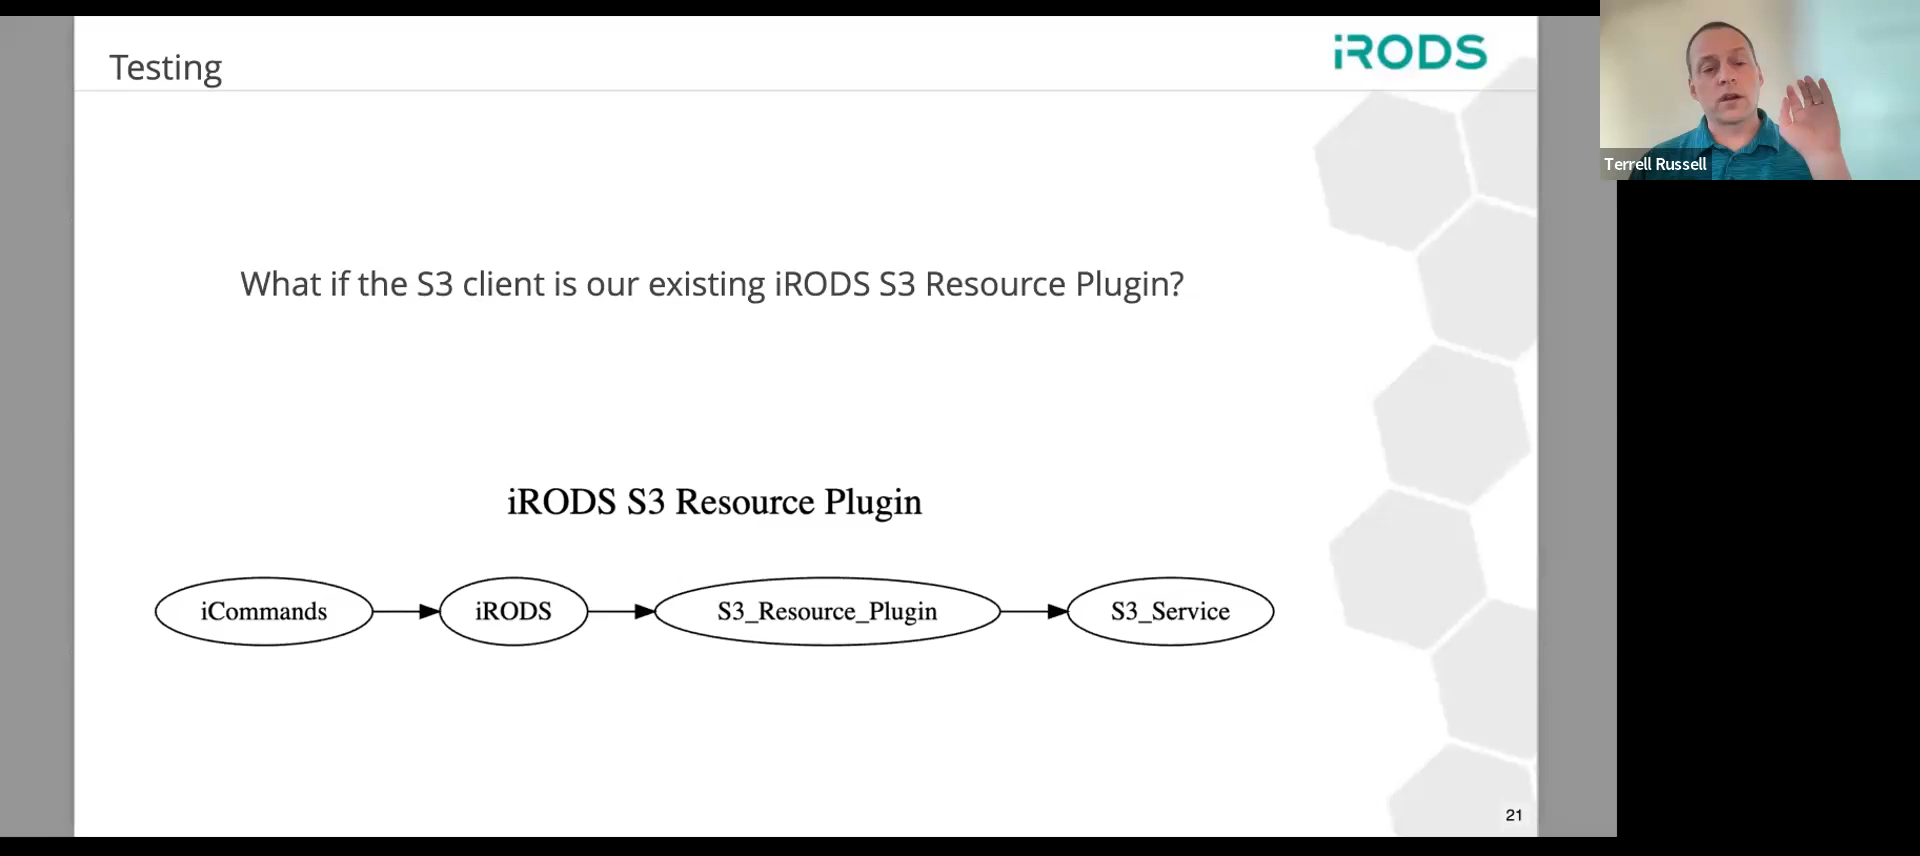 Testing
iRODS
Terrell Russell
What if the S3 client is our existing iRODS S3 Resource Plugin?
iRODS S3 Resource Plugin
iCommands
iRODS
S3_Resource_Plugin
S3_Service
21